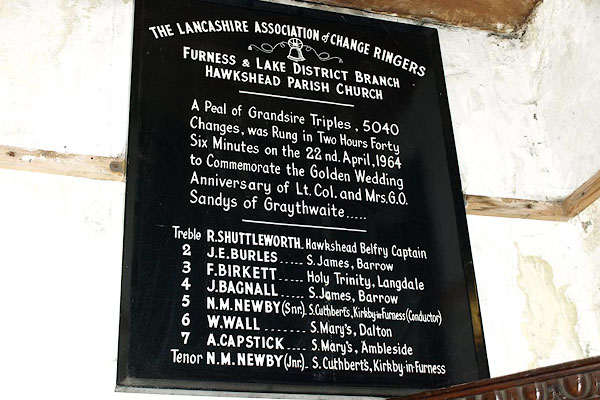 THE LANCASHIRE ASSOCIATION of CHANGE RINGERS
FURNESS & LAKE DISTRICT BRANCH
HAWKSHEAD PARISH CHURCH
A Peal of Grandsire Triples, 5040
Changes, was Rung in Two Hours Forty
Six Minutes on the 22 nd. April, 1964
to Commemorate the Golden Wedding
Anniversary of Lt. Col. and Mrs. G.O.
Sandys of Graythwaite.....
Treble R. SHUTTLEWORTH. Hawkshead Belfry Captain
2 J.E. BURLES..... S. James, Barrow
3 F. BIRKETT..... Holy Trinity, Langdale
4 J. BAGNALL.... S. James, Barrow
5 N.M. NEWBY (Snr). S. Cuthbert's, Kirkby-in-Furness (Conductor)
6 W. WALL........ S. Mary's, Dalton
7 A. CAPSTICK.... S. Mary's, Ambleside
Tenor N.M. NEWBY (Jnr). S. Cuthbert's, Kirkby-in-Furness